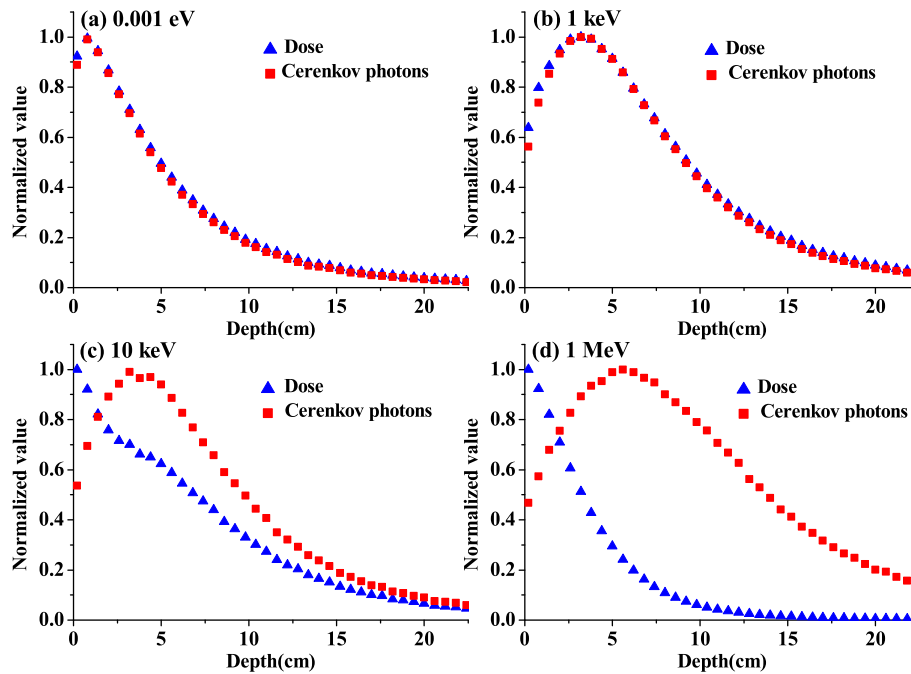 (a) 0.001 eV
Dose
Cerenkov photons
Normalized value
1.0
0.8
0.6
0.4
0.2
0.0
0 5 10 15 20
Depth(cm)
(b) 1 keV
Dose
Cerenkov photons
Normalized value
1.0
0.8
0.6
0.4
0.2
0.0
0 5 10 15 20
Depth(cm)
(c) 10 keV
Dose
Cerenkov photons
Normalized value
1.0
0.8
0.6
0.4
0.2
0.0
0 5 10 15 20
Depth(cm)
(d) 1 MeV
Dose
Cerenkov photons
Normalized value
1.0
0.8
0.6
0.4
0.2
0.0
0 5 10 15 20
Depth(cm)